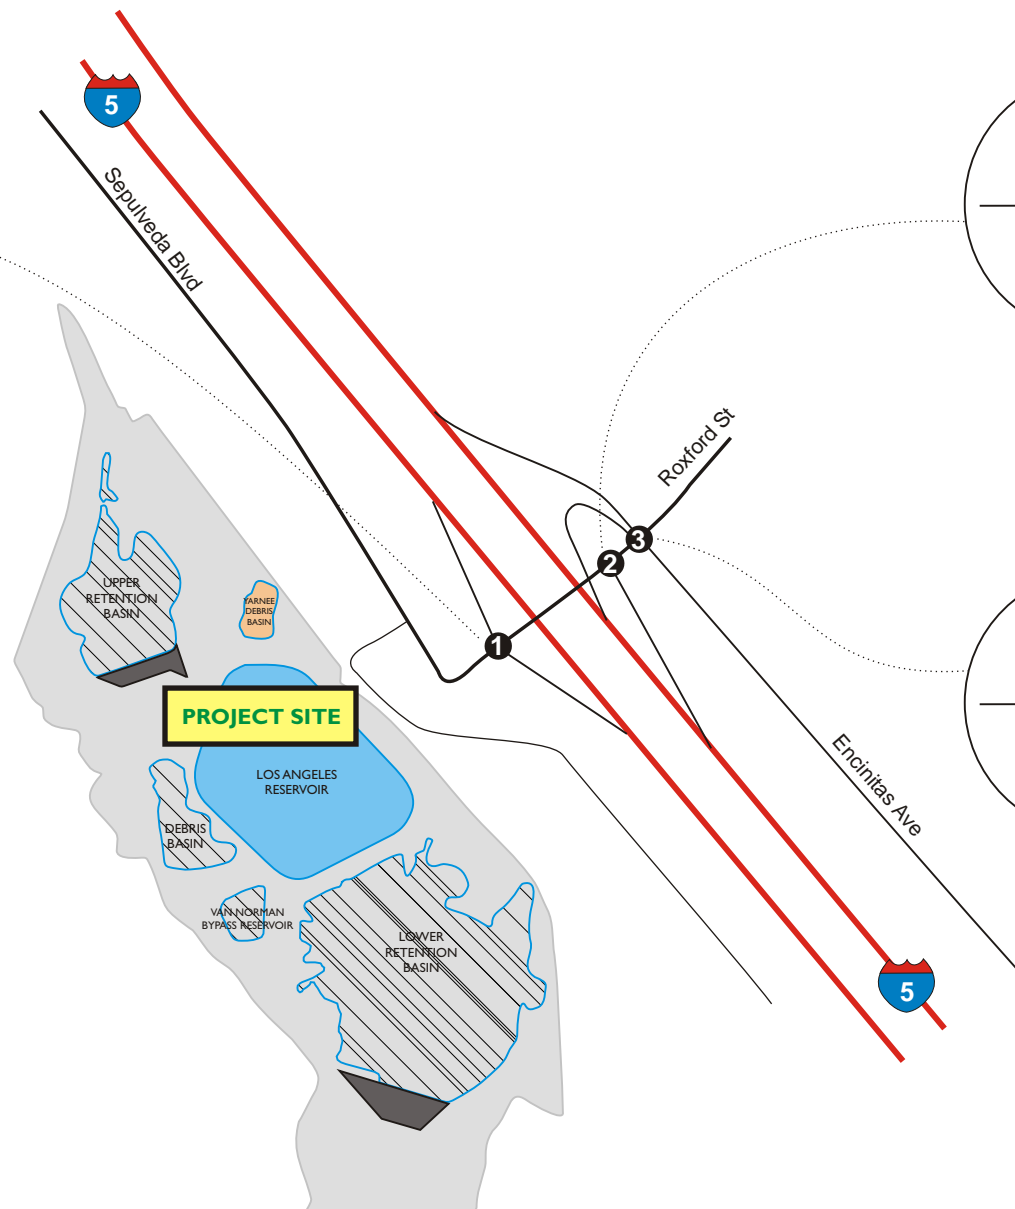 5
Sepulveda Blvd
Roxford St
3
2
1
UPPER
RETENTION
BASIN
YARNEE
DEBRIS
BASIN
PROJECT SITE
LOS ANGELES
RESERVOIR
Encinitas Ave
DEBRIS
BASIN
VAN NORMAN
BYPASS RESERVOIR
LOWER
RETENTION
BASIN
5